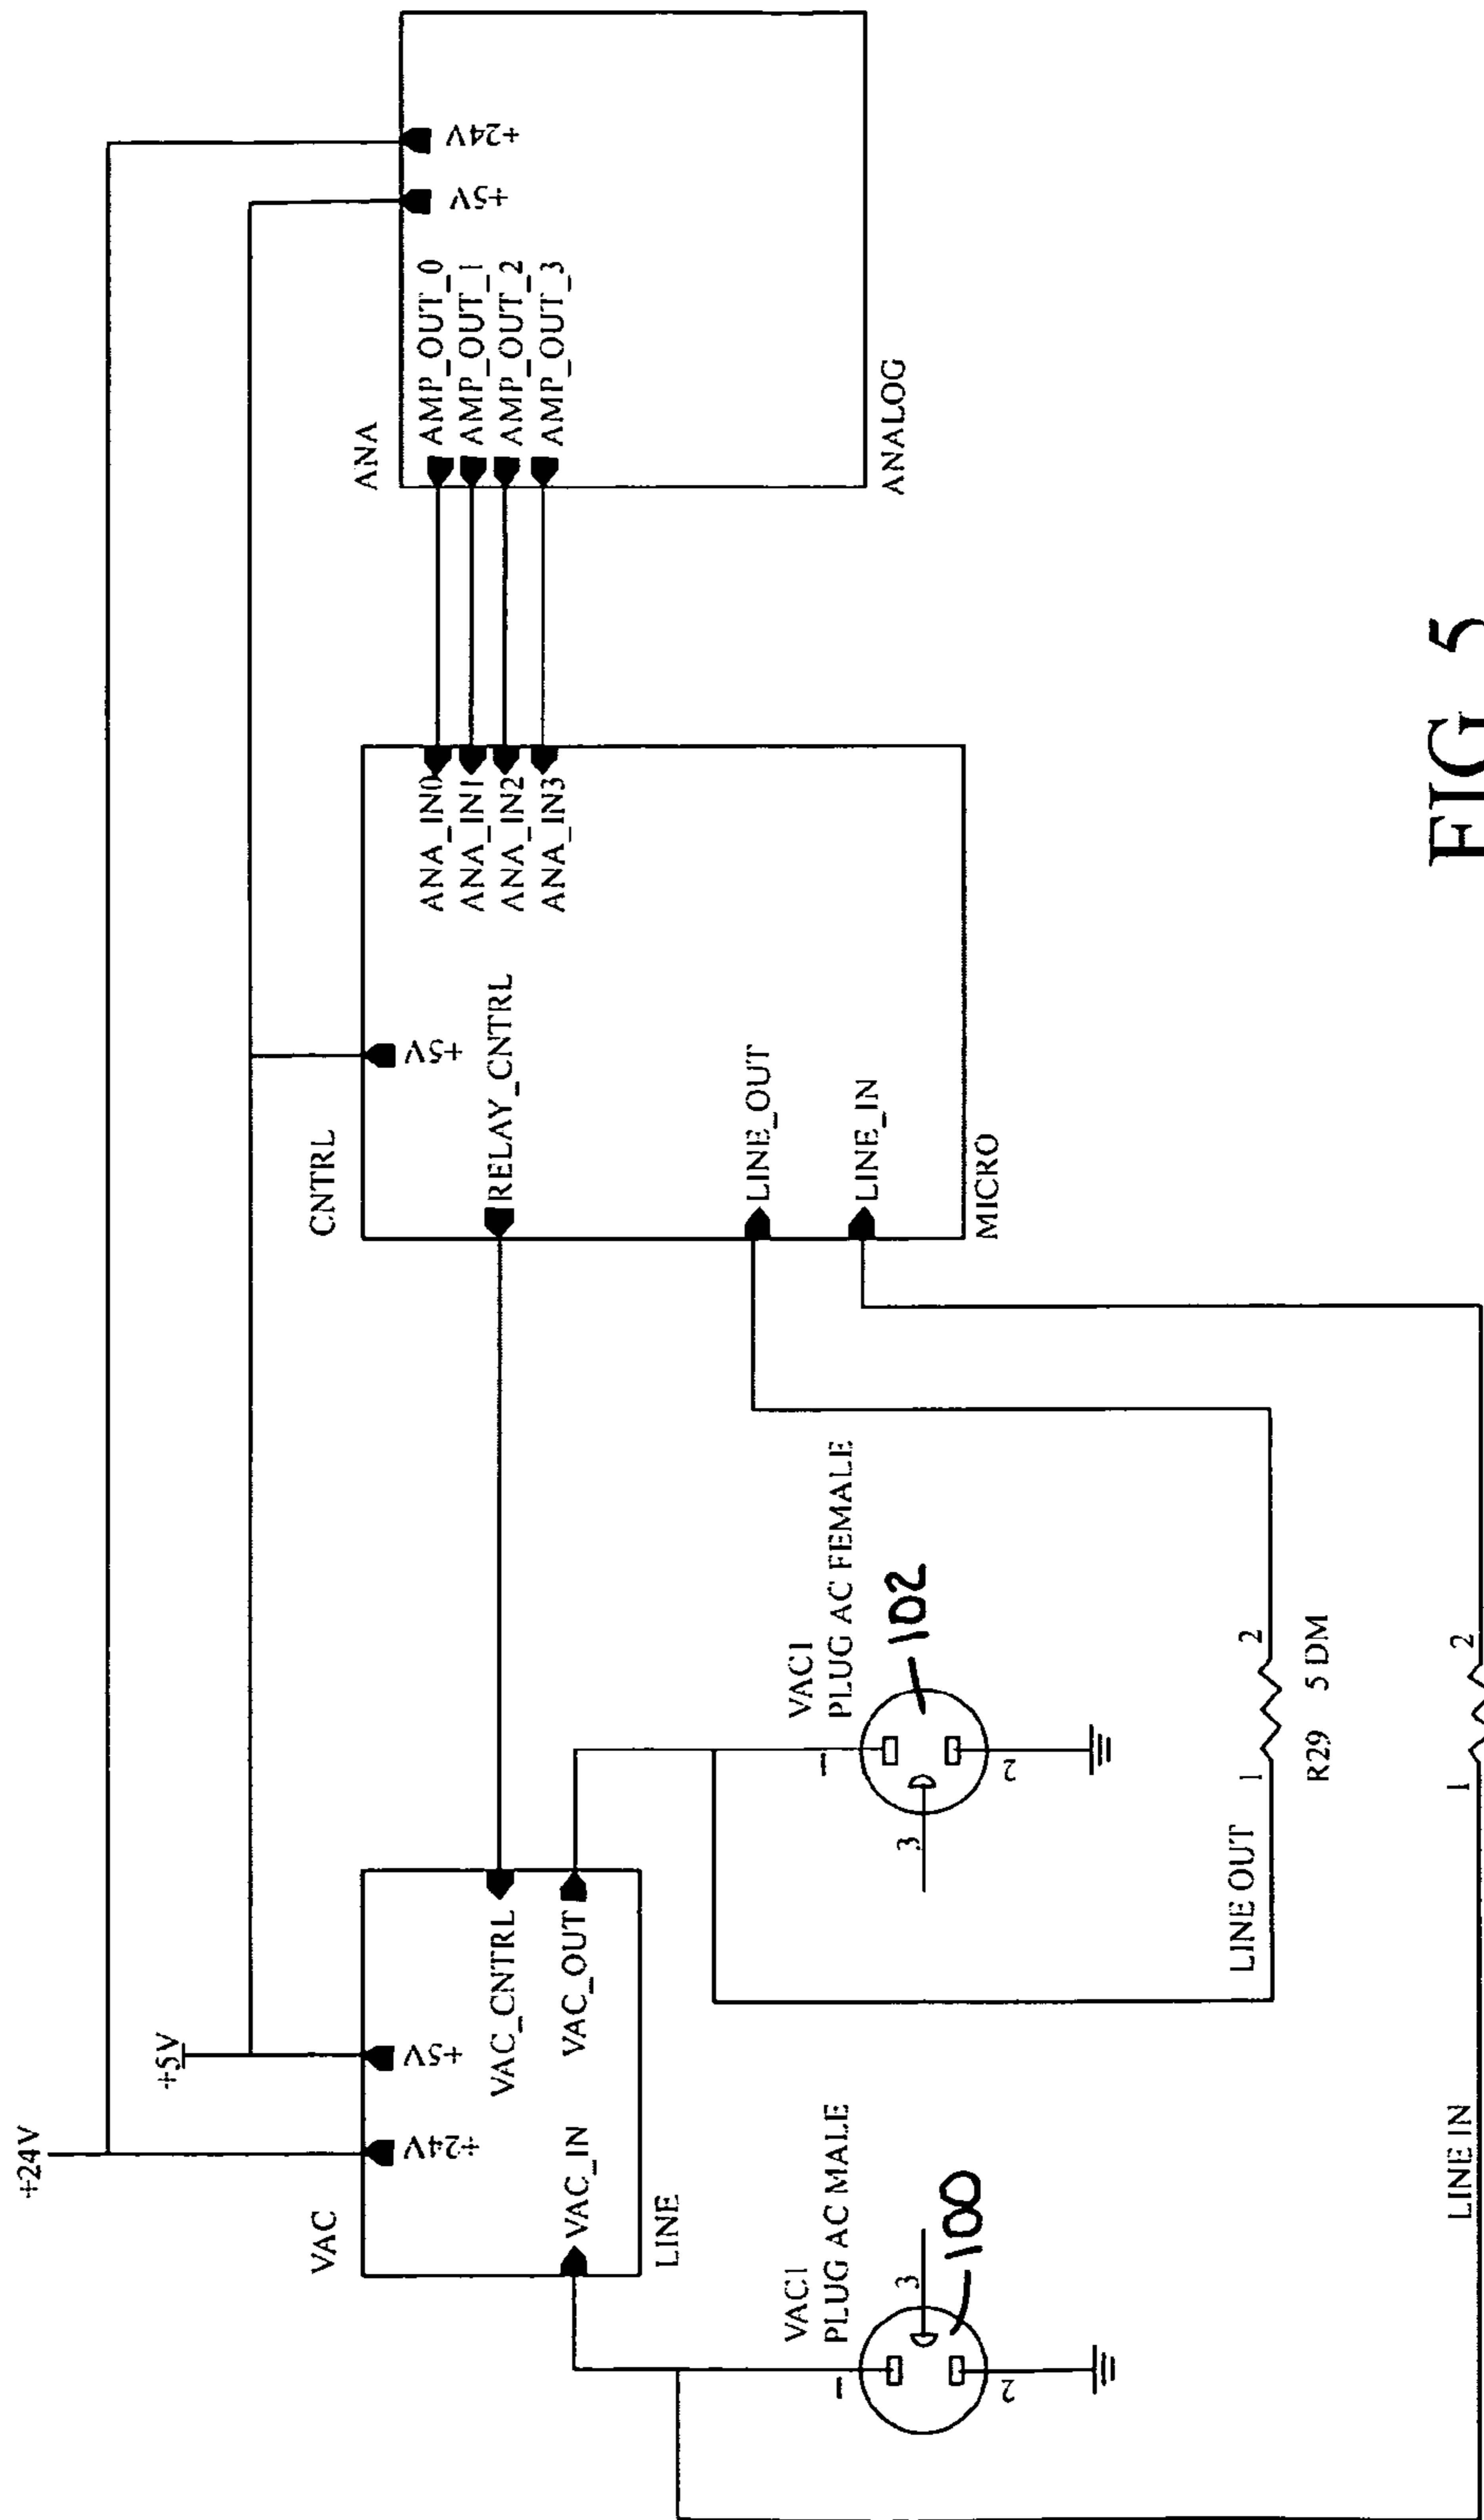 +24V
+5V
VAC
+24V
+5V
VAC_CNTRL
VAC_IN
VAC_OUT
LINE
CNTRL
+5V
RELAY_CNTRL
ANA_IN0
ANA_IN1
ANA_IN2
ANA_IN3
LINE_OUT
LINE_IN
MICRO
ANA
+5V
+24V
AMP_OUT_0
AMP_OUT_1
AMP_OUT_2
AMP_OUT_3
ANALOG
VAC1
PLUG AC MALE
1
3
2
100
VAC1
PLUG AC FEMALE
1
3
2
102
LINE OUT
1
2
R29 5 DM
LINE IN
1
2
FIG 5